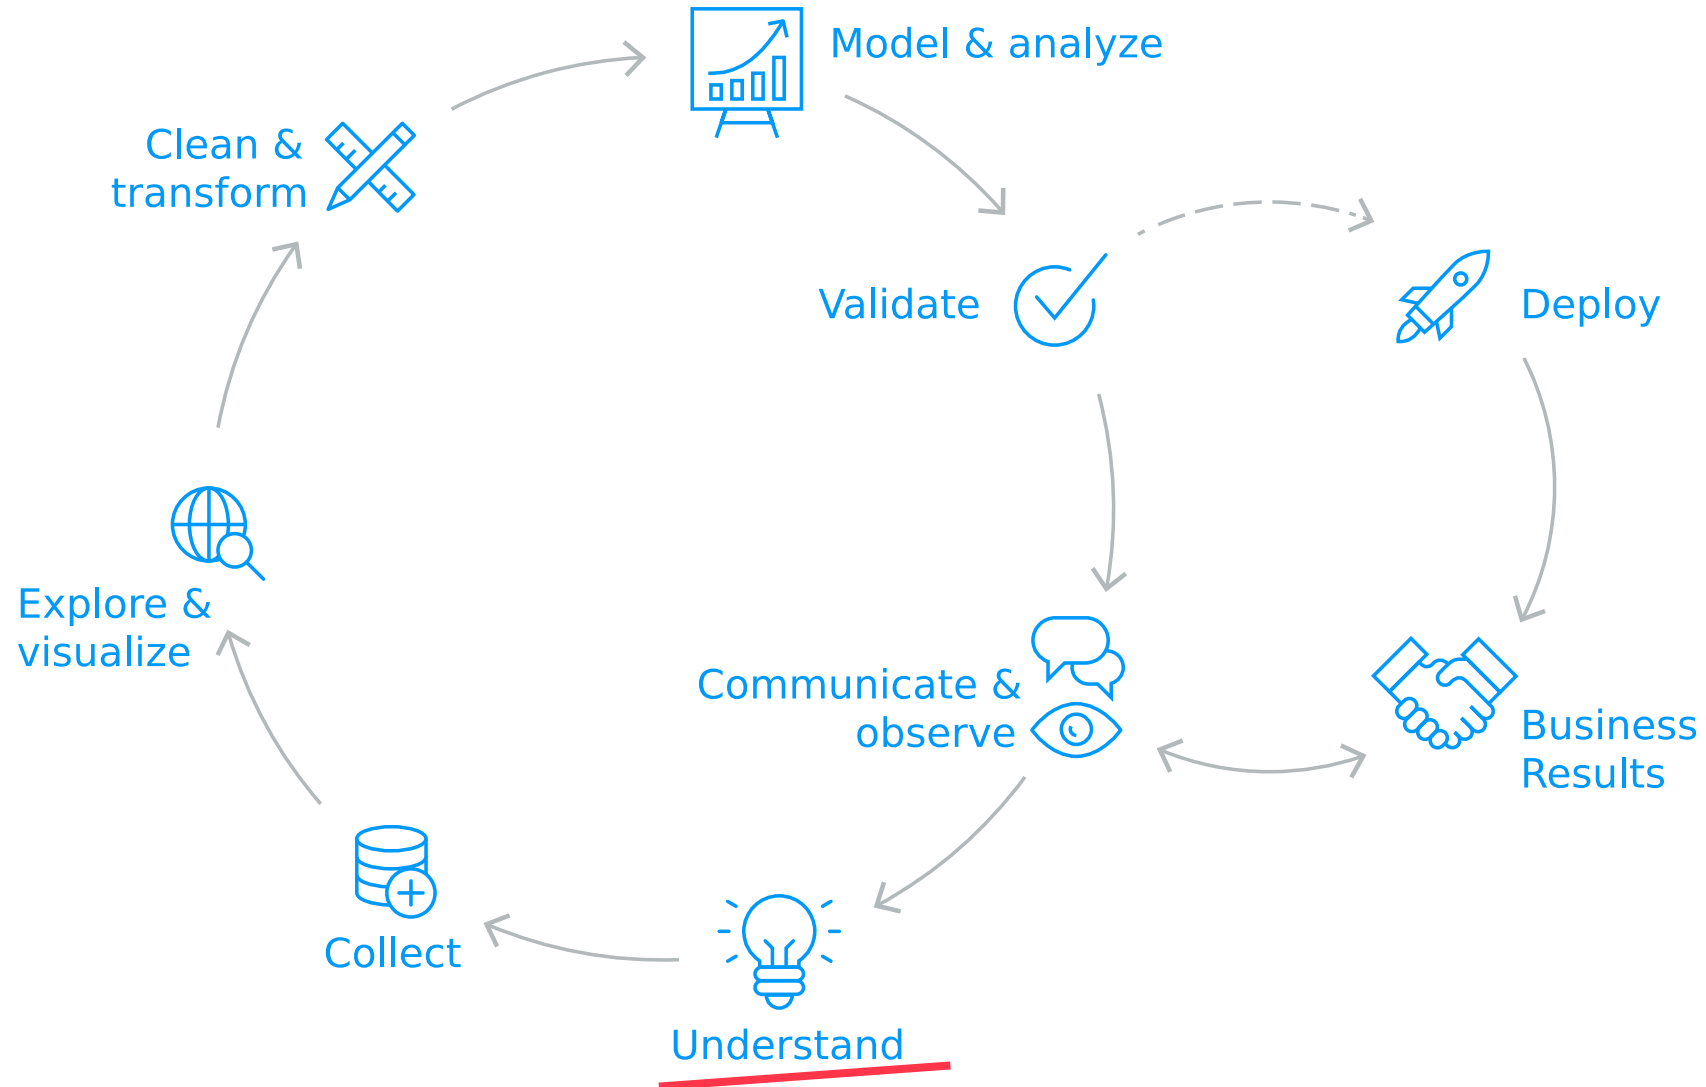 Model & analyze
Clean &
transform
Validate
Deploy
Explore &
visualize
Communicate &
observe
Business
Results
Collect
Understand